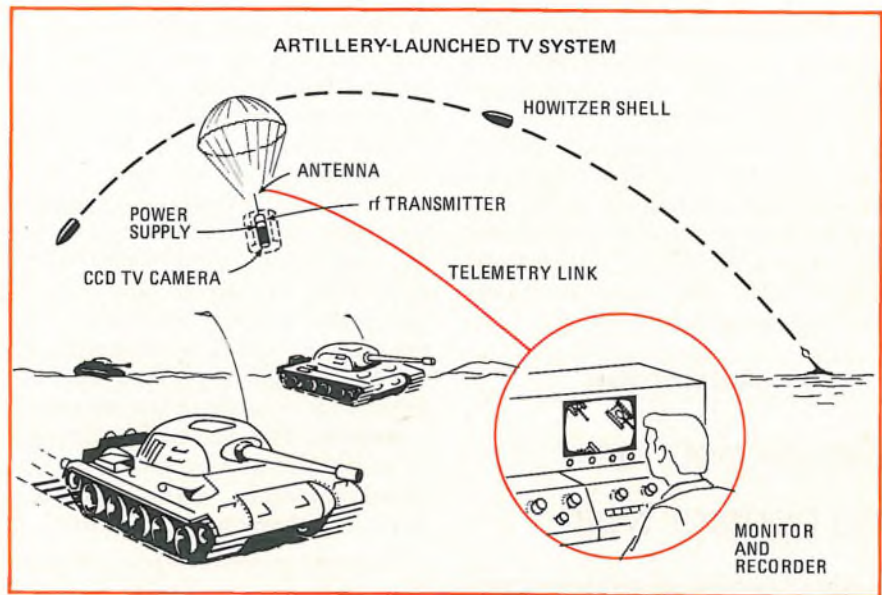 ARTILLERY-LAUNCHED TV SYSTEM
HOWITZER SHELL
ANTENNA
rf TRANSMITTER
POWER
SUPPLY
CCD TV CAMERA
TELEMETRY LINK
MONITOR
AND
RECORDER